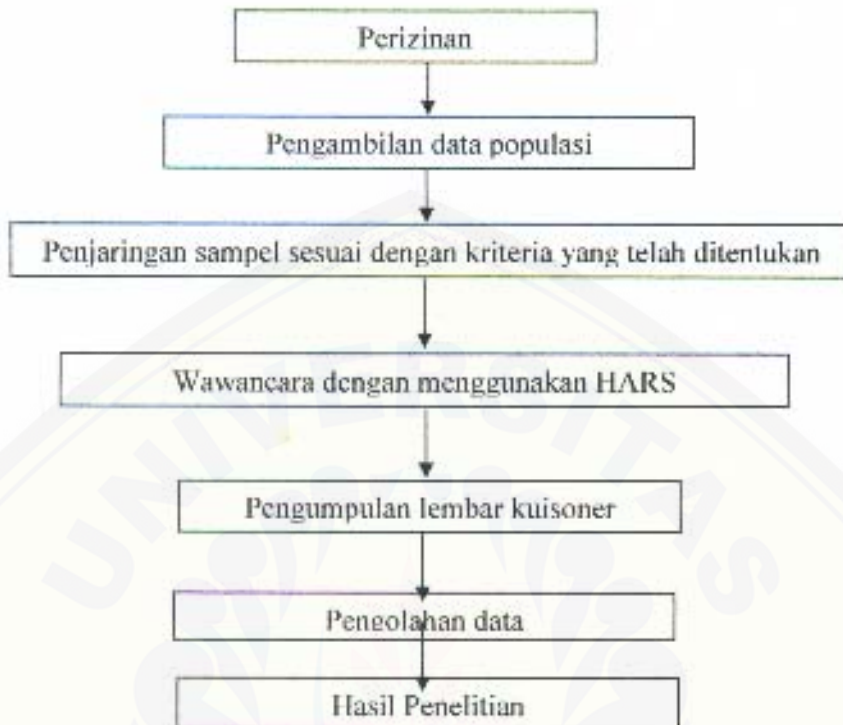 Perizinan
Pengambilan data populasi
Penjaringan sampel sesuai dengan kriteria yang telah ditentukan
Wawancara dengan menggunakan HARS
Pengumpulan lembar kuisoner
Pengolahan data
Hasil Penelitian
UNIVERSITAS